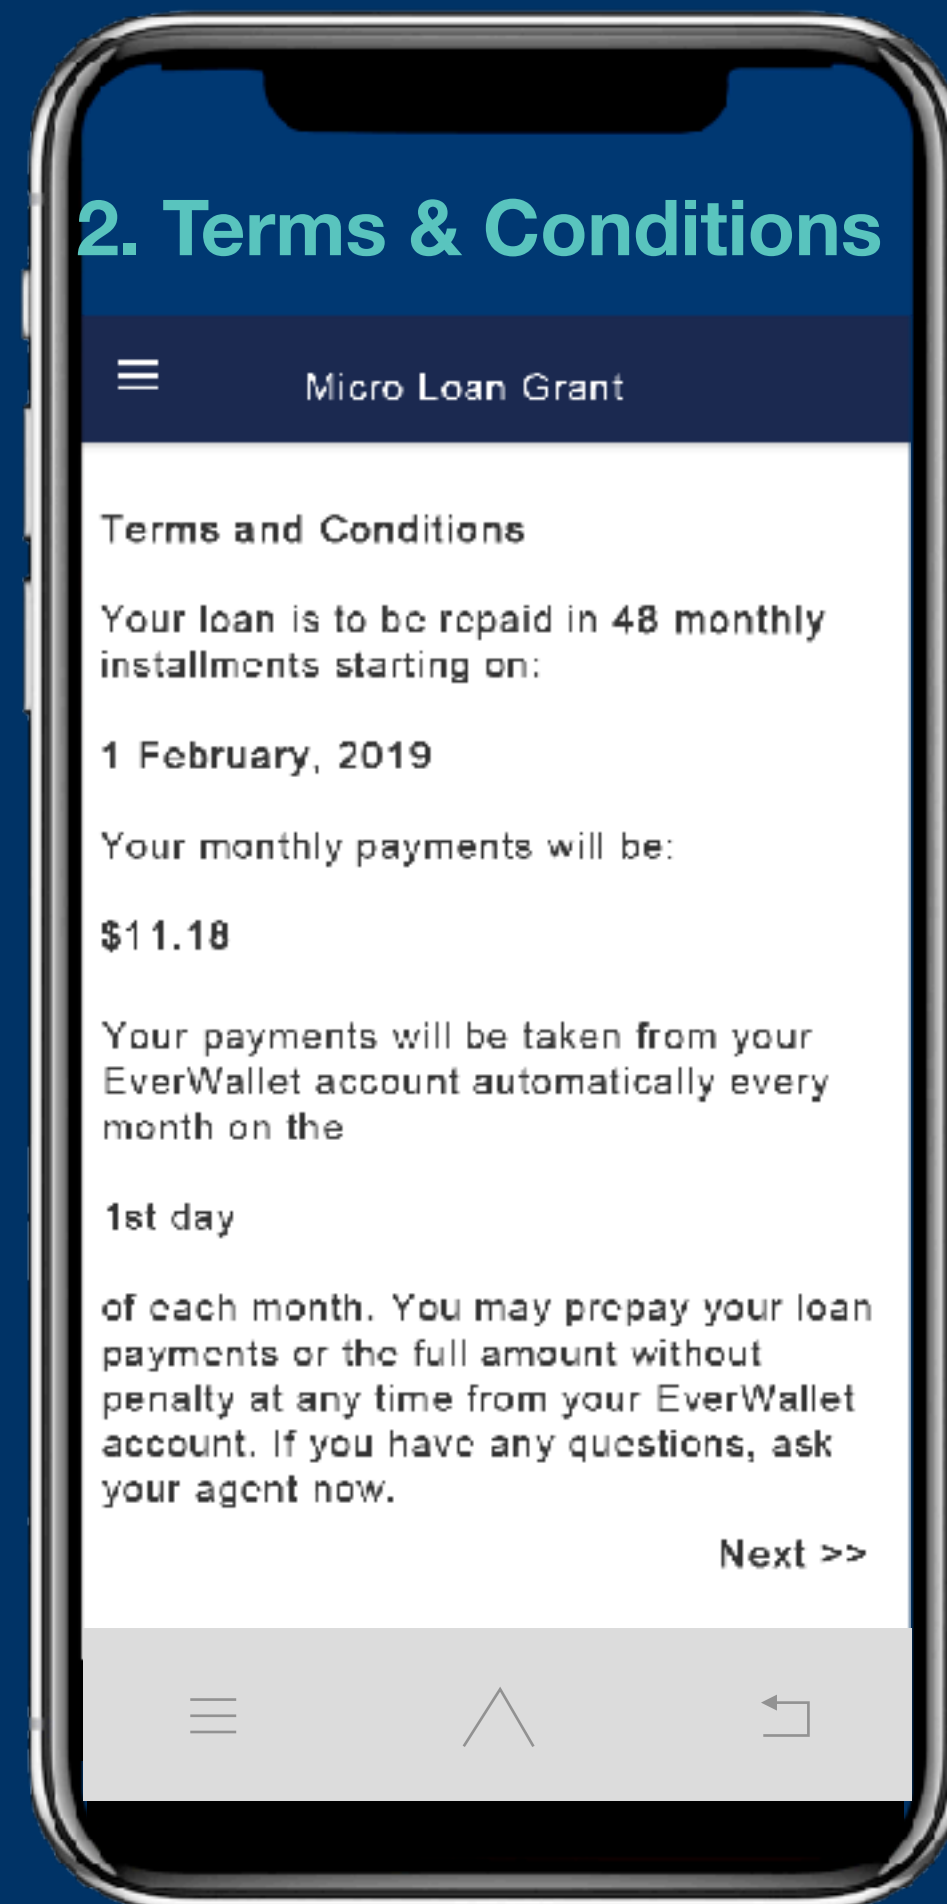 2. Terms & Conditions
Micro Loan Grant
Terms and Conditions
Your loan is to be repaid in 48 monthly
installments starting on:
1 February, 2019
Your monthly payments will be:
$11.18
Your payments will be taken from your
EverWallet account automatically every
month on the
1st day
of each month. You may prepay your loan
payments or the full amount without
penalty at any time from your EverWallet
account. If you have any questions, ask
your agent now.
Next >>